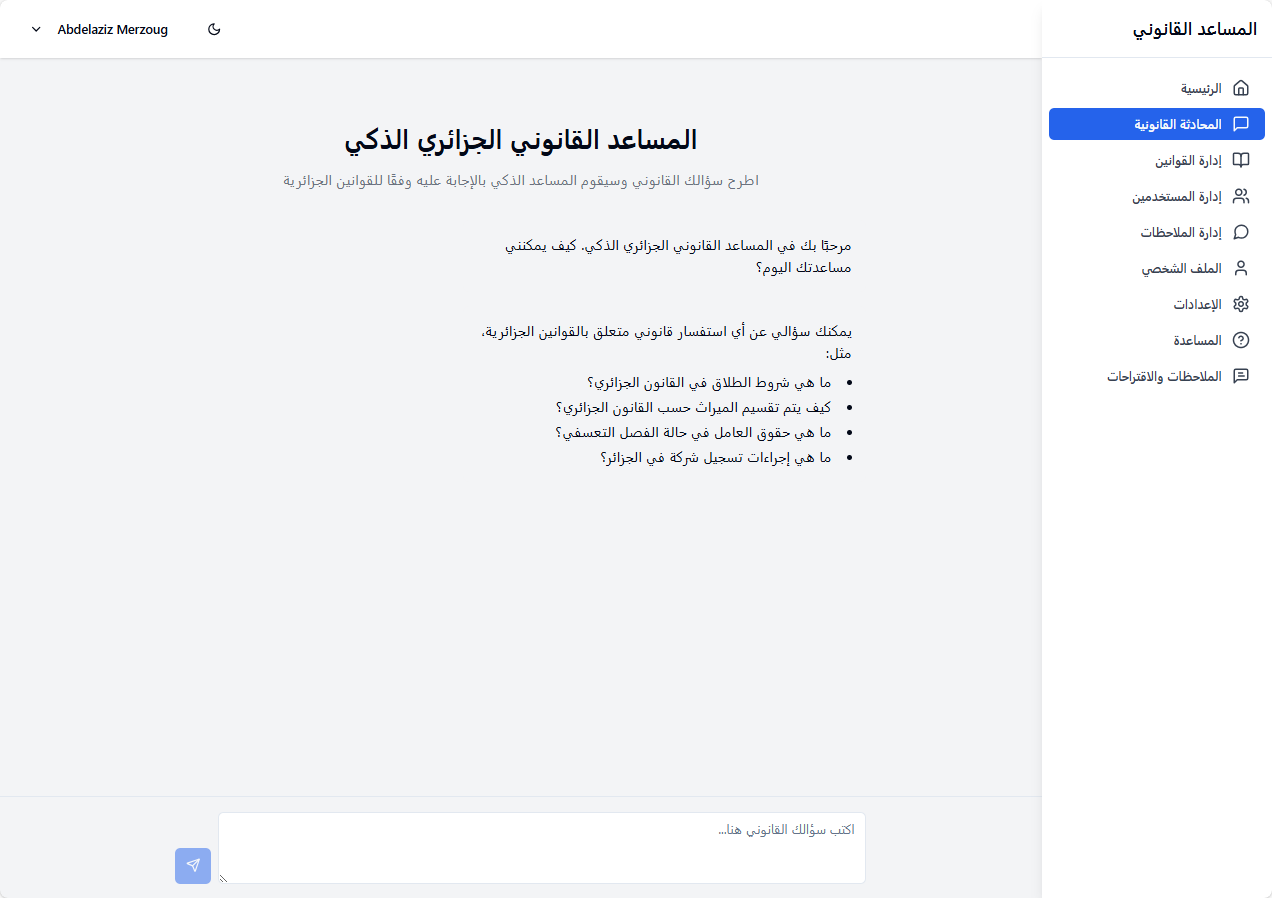 المساعد القانوني
Abdelaziz Merzoug
الرئيسية
المحادثة القانونية
إدارة القوانين
إدارة المستخدمين
إدارة الملاحظات
الملف الشخصي
الإعدادات
المساعدة
الملاحظات والاقتراحات
المساعد القانوني الجزائري الذكي
اطرح سؤالك القانوني وسيقوم المساعد الذكي بالإجابة عليه وفقًا للقوانين الجزائرية
مرحبًا بك في المساعد القانوني الجزائري الذكي. كيف يمكنني
مساعدتك اليوم؟
يمكنك سؤالي عن أي استفسار قانوني متعلق بالقوانين الجزائرية،
مثل:
• ما هي شروط الطلاق في القانون الجزائري؟
• كيف يتم تقسيم الميراث حسب القانون الجزائري؟
• ما هي حقوق العامل في حالة الفصل التعسفي؟
• ما هي إجراءات تسجيل شركة في الجزائر؟
اكتب سؤالك القانوني هنا...